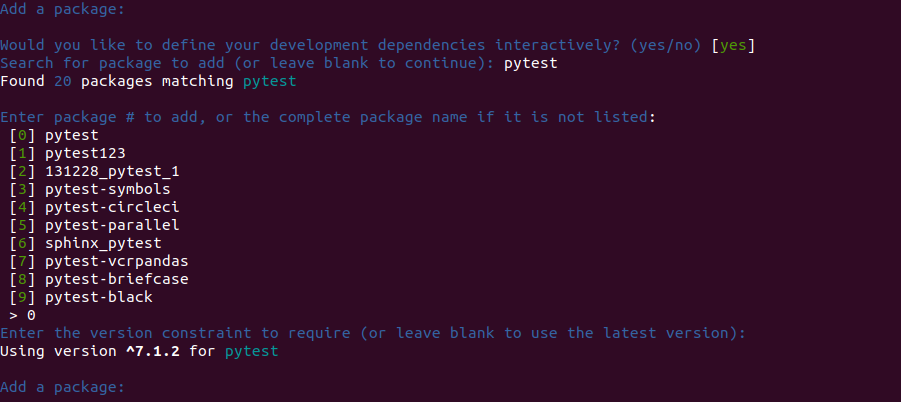 Add a package:
Would you like to define your development dependencies interactively? (yes/no) [yes]
Search for package to add (or leave blank to continue): pytest
Found 20 packages matching pytest
Enter package # to add, or the complete package name if it is not listed:
[0] pytest
[1] pytest123
[2] 131228_pytest_1
[3] pytest-symbols
[4] pytest-circleci
[5] pytest-parallel
[6] sphinx_pytest
[7] pytest-vcrpandas
[8] pytest-briefcase
[9] pytest-black
> 0
Enter the version constraint to require (or leave blank to use the latest version):
Using version ^7.1.2 for pytest
Add a package: